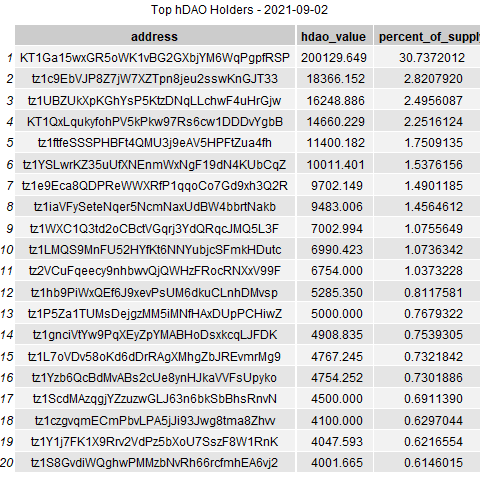 Top hDAO Holders - 2021-09-02
address hdao_value percent_of_supply
1 KT1Ga15wxGR5oWK1vBG2GXbjYM6WqPgpfRSP 200129.649 30.7372012
2 tz1c9EbVJP8Z7jW7XZTpn8jeu2sswKnGJT33 18366.152 2.8207920
3 tz1UBZUkXpKGhYsP5KtzDNqLLchwF4uHrGjw 16248.886 2.4956087
4 KT1QxLqukyfohPV5kPkw97Rs6cw1DDDvYgbB 14660.229 2.2516124
5 tz1ftfeSSSPHBFt4QMU3j9eAV5HPFtZua4fh 11400.182 1.7509135
6 tz1YSLwrKZ35uUfXNEnmWxNgF19dN4KUbCqZ 10011.401 1.5376156
7 tz1e9Eca8QDPReWWXRfP1qqoCo7Gd9xh3Q2R 9702.149 1.4901185
8 tz1iaVFySeteNqer5NcmNaxUdBW4bbrtNakb 9483.006 1.4564612
9 tz1WXC1Q3td2oCBctVGqrj3YdQRqcJMQ5L3F 7002.994 1.0755649
10 tz1LMQS9MnFU52HYfKt6NNYubjcSFmkHDutc 6990.423 1.0736342
11 tz2VCuFqeecy9nhbwvQjQWHzFRocRNXxV99F 6754.000 1.0373228
12 tz1hb9PiWxQEf6J9xevPsUM6dkuCLnhDMvsp 5285.350 0.8117581
13 tz1P5Za1TUMsDejgzMM5iMNfHAxDUpPCHiwZ 5000.000 0.7679322
14 tz1gnciVtYw9PqXEyZpYMABHoDsxkcqLJFDK 4908.835 0.7539305
15 tz1L7oVDv58oKd6dDrRAgXMhgZbJREvmrMg9 4767.245 0.7321842
16 tz1Yzb6QcBdMvABs2cUe8ynHJkaVVFsUpyko 4754.252 0.7301886
17 tz1ScdMAzqgjYZzuzwGLJ63n6bkSbBhsRnvN 4500.000 0.6911390
18 tz1czgvqmECmPbvLPA5jJi93Jwg8tma8Zhvv 4100.000 0.6297044
19 tz1Y1j7FK1X9Rrv2VdPz5bXoU7SszF8W1RnK 4047.593 0.6216554
20 tz1S8GvdiWQghwPMMzbNvRh66rcfmhEA6vj2 4001.665 0.6146015